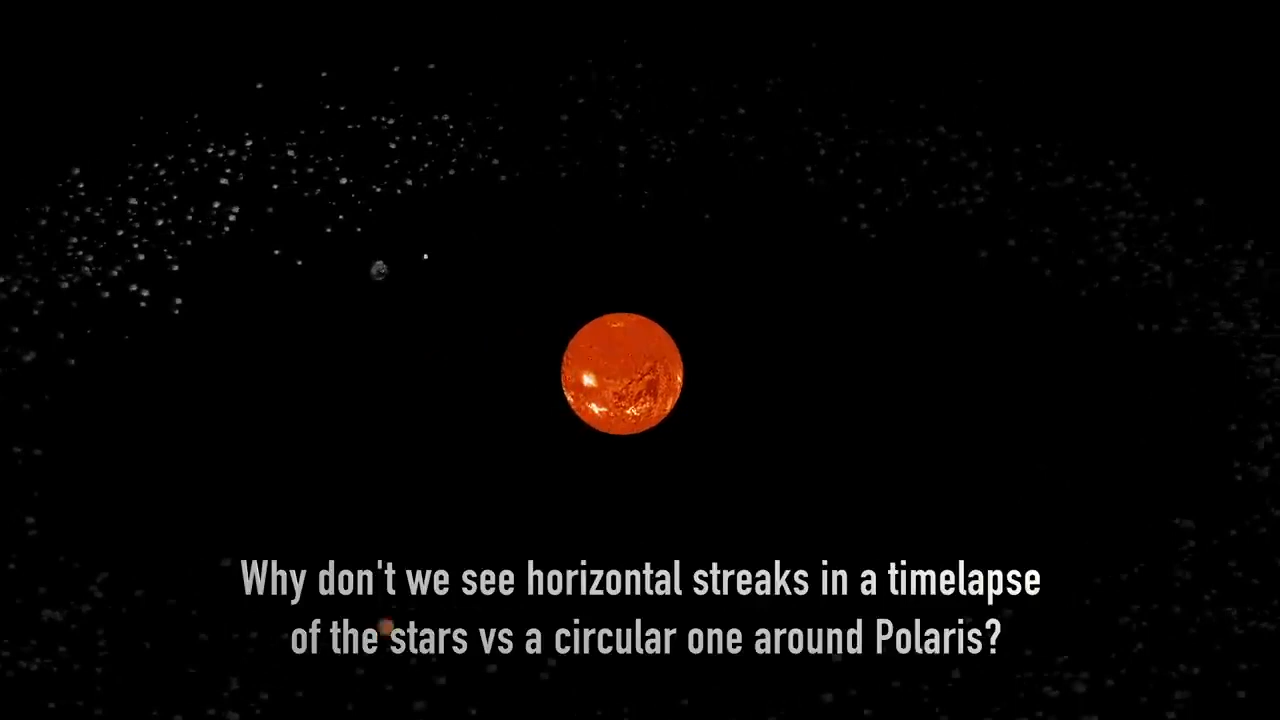 Why don't we see horizontal streaks in a timelapse
of the stars vs a circular one around Polaris?